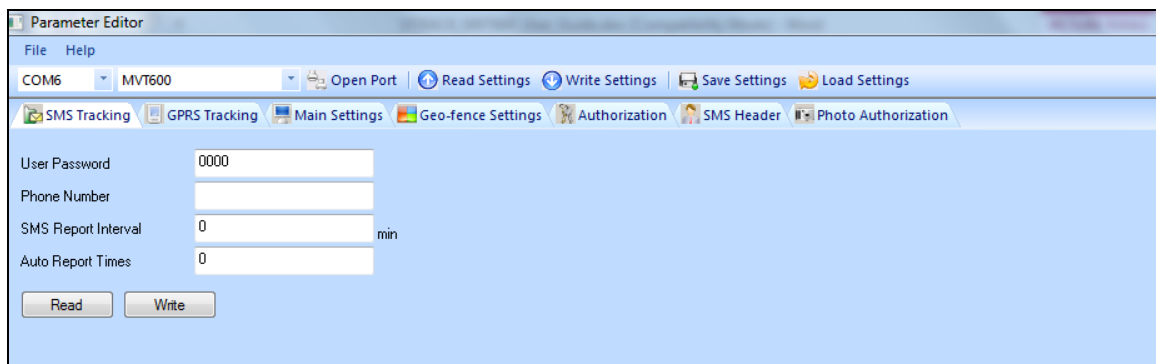 Parameter Editor
File Help
COM6 MVT600 Open Port Read Settings Write Settings Save Settings Load Settings
SMS Tracking GPRS Tracking Main Settings Geo-fence Settings Authorization SMS Header Photo Authorization
User Password 0000
Phone Number
SMS Report Interval 0 min
Auto Report Times 0
Read Write